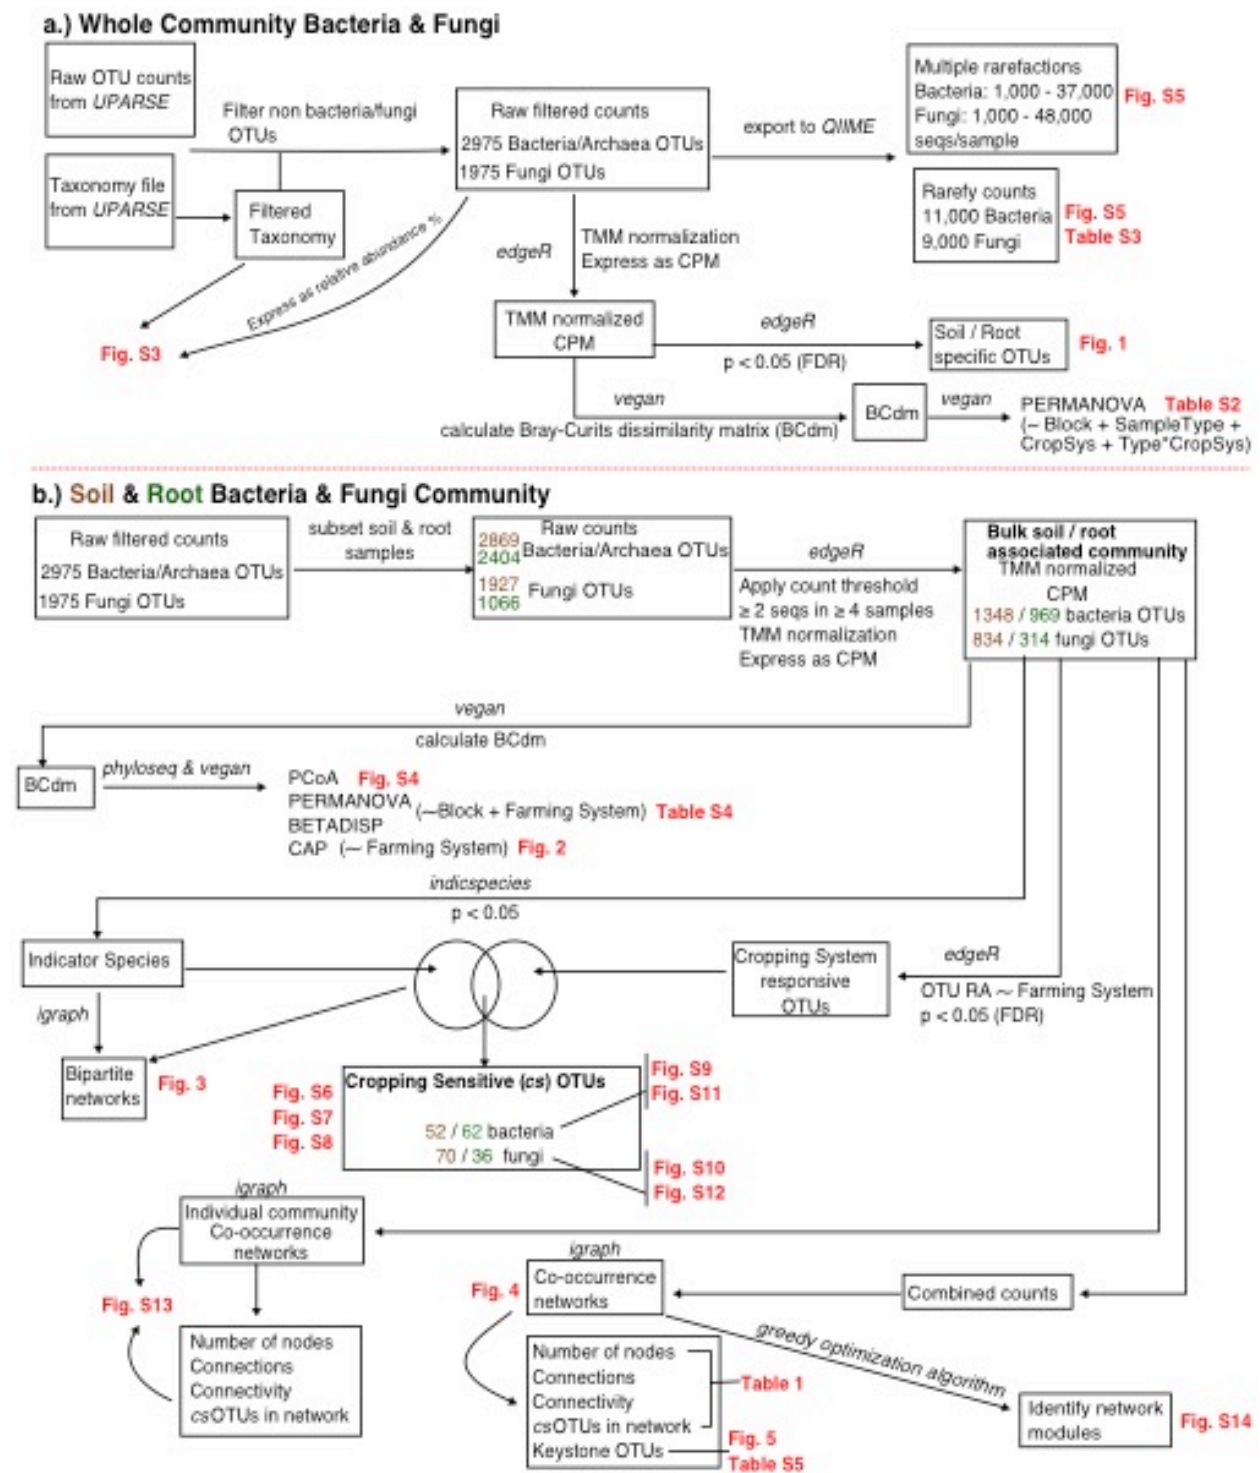 a.) Whole Community Bacteria & Fungi
Raw OTU counts
from UPARSE
Taxonomy file
from UPARSE
Filter non bacteria/fungi
OTUs
Filtered
Taxonomy
Raw filtered counts
2975 Bacteria/Archaea OTUs
1975 Fungi OTUs
export to QIIME
Multiple rarefactions
Bacteria: 1,000 - 37,000
Fungi: 1,000 - 48,000
seqs/sample
Fig. S5
Rarefy counts
11,000 Bacteria
9,000 Fungi
Fig. S5
Table S3
Express as relative abundance %
Fig. S3
edgeR
TMM normalization
Express as CPM
TMM normalized
CPM
edgeR
p < 0.05 (FDR)
Soil / Root
specific OTUs
Fig. 1
vegan
calculate Bray-Curits dissimilarity matrix (BCdm)
BCdm
vegan
PERMANOVA Table S2
(~ Block + SampleType +
CropSys + Type*CropSys)
b.) Soil & Root Bacteria & Fungi Community
Raw filtered counts
2975 Bacteria/Archaea OTUs
1975 Fungi OTUs
subset soil & root
samples
Raw counts
2869
2404 Bacteria/Archaea OTUs
1927
1066 Fungi OTUs
edgeR
Apply count threshold
≥ 2 seqs in ≥ 4 samples
TMM normalization
Express as CPM
Bulk soil / root
associated community
TMM normalized
CPM
1348 / 969 bacteria OTUs
834 / 314 fungi OTUs
vegan
calculate BCdm
BCdm
phyloseq & vegan
PCoA Fig. S4
PERMANOVA
BETADISP
(~Block + Farming System) Table S4
CAP (~ Farming System) Fig. 2
indicspecies
p < 0.05
Indicator Species
Cropping System
responsive
OTUs
edgeR
OTU RA ~ Farming System
p < 0.05 (FDR)
igraph
Bipartite
networks
Fig. 3
Fig. S6
Fig. S7
Fig. S8
Cropping Sensitive (cs) OTUs
52 / 62 bacteria
70 / 36 fungi
Fig. S9
Fig. S11
Fig. S10
Fig. S12
igraph
Individual community
Co-occurrence
networks
Fig. S13
Number of nodes
Connections
Connectivity
csOTUs in network
igraph
Fig. 4
Co-occurrence
networks
Combined counts
greedy optimization algorithm
Number of nodes
Connections
Connectivity
csOTUs in network
Keystone OTUs
Table 1
Fig. 5
Table S5
Identify network
modules
Fig. S14